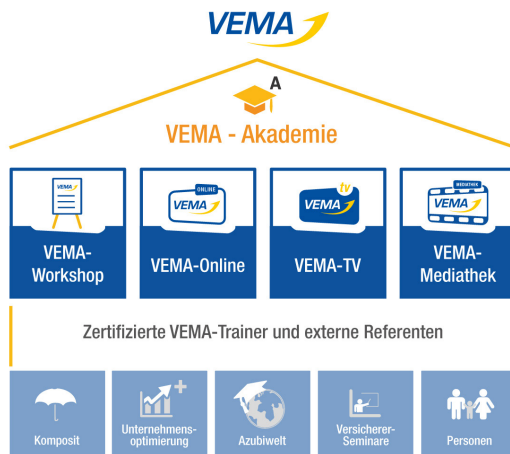 VEMA
A
VEMA - Akademie
VEMA
ONLINE
VEMA
tv
VEMA
MEDIATHEK
VEMA
VEMA-
Workshop
VEMA-Online
VEMA-TV
VEMA-
Mediathek
Zertifizierte VEMA-Trainer und externe Referenten
Komposit
Unternehmens-
optimierung
Azubiwelt
Versicherer-
Seminare
Personen